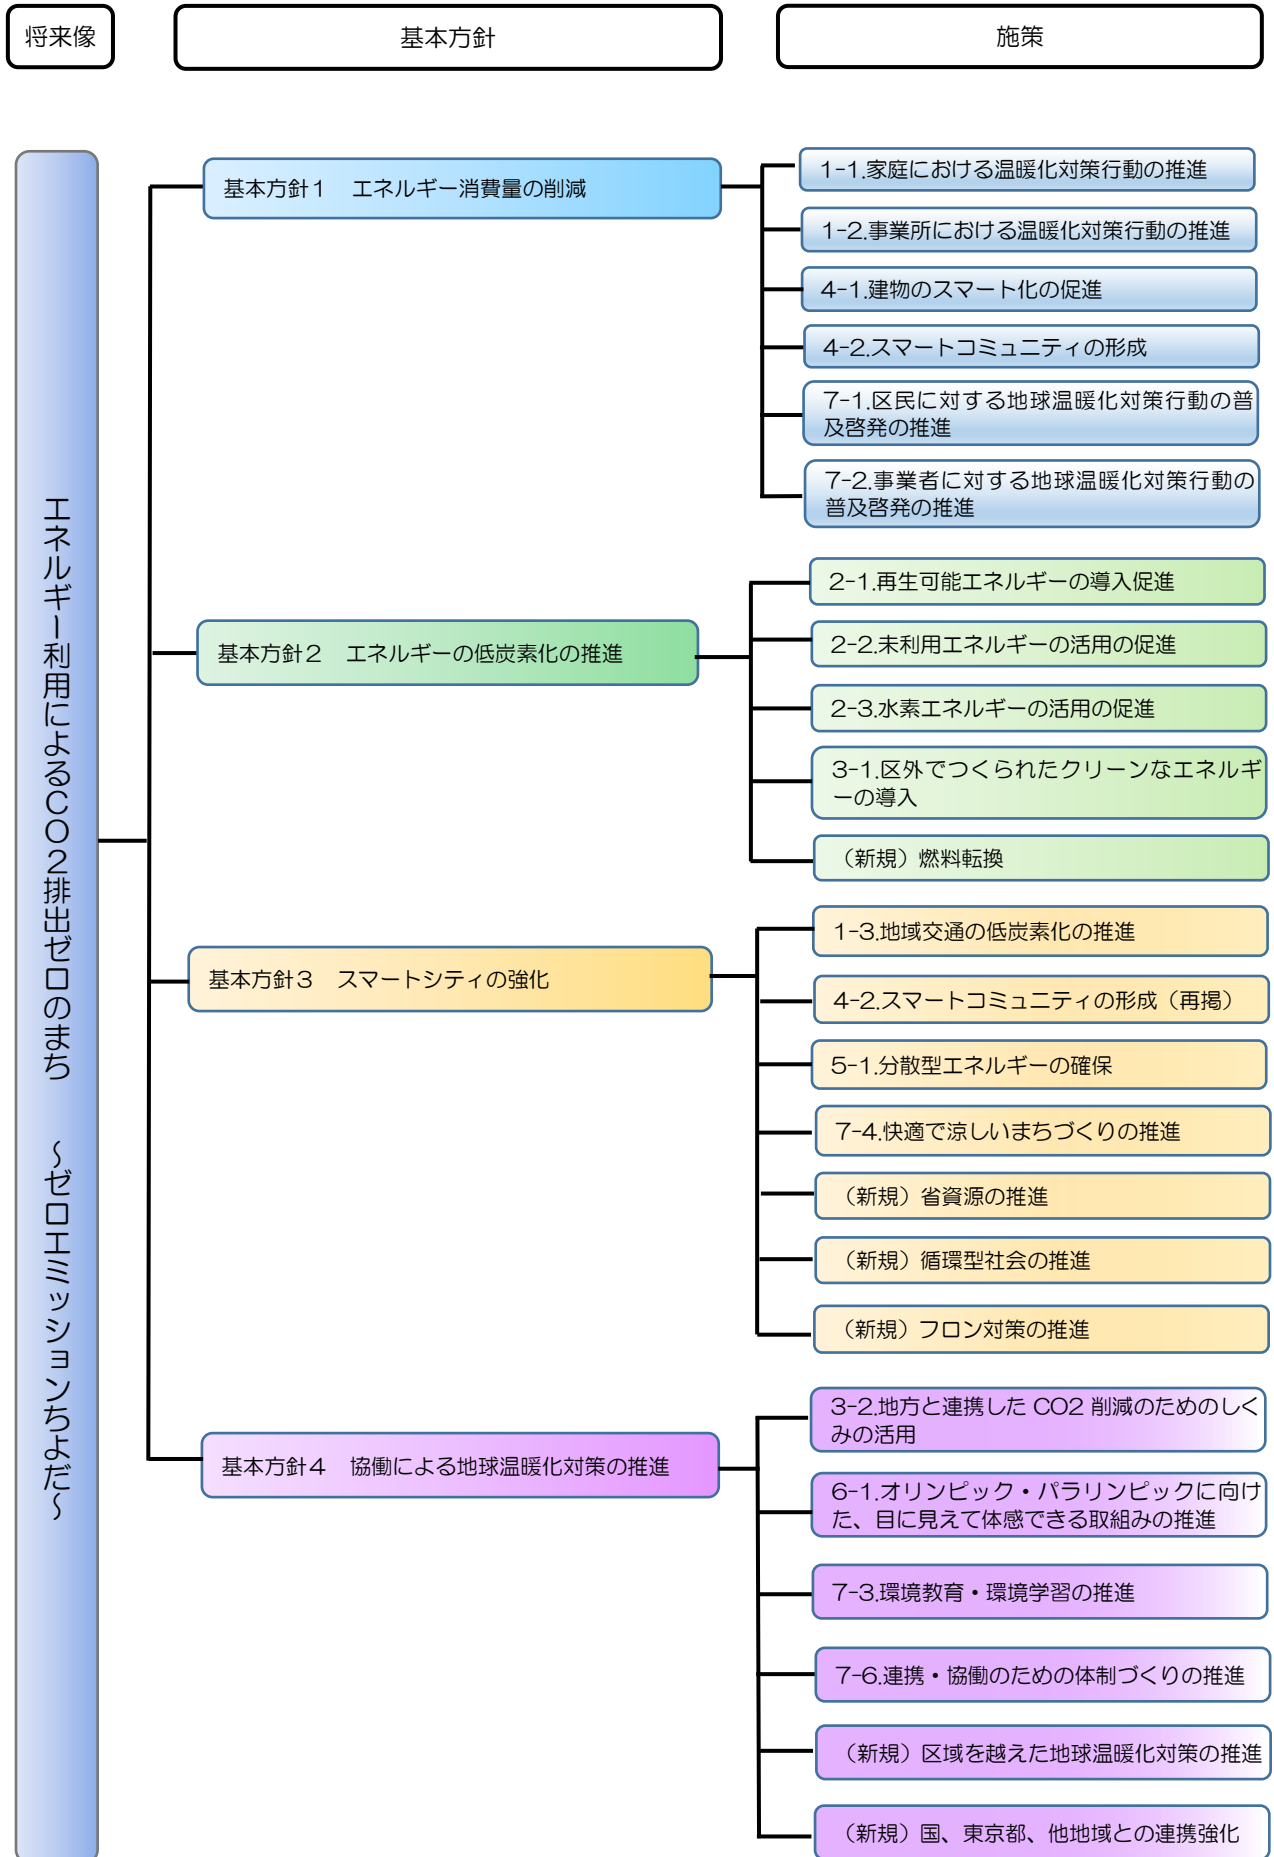 将来像
基本方針
施策
エネルギー利用によるCO2排出ゼロのまち　～ゼロエミッションちよだ～
基本方針１　エネルギー消費量の削減
1-1.家庭における温暖化対策行動の推進
1-2.事業所における温暖化対策行動の推進
4-1.建物のスマート化の促進
4-2.スマートコミュニティの形成
7-1.区民に対する地球温暖化対策行動の普
及啓発の推進
7-2.事業者に対する地球温暖化対策行動の
普及啓発の推進
基本方針２　エネルギーの低炭素化の推進
2-1.再生可能エネルギーの導入促進
2-2.未利用エネルギーの活用の促進
2-3.水素エネルギーの活用の促進
3-1.区外でつくられたクリーンなエネルギ
ーの導入
（新規）燃料転換
基本方針３　スマートシティの強化
1-3.地域交通の低炭素化の推進
4-2.スマートコミュニティの形成（再掲）
5-1.分散型エネルギーの確保
7-4.快適で涼しいまちづくりの推進
（新規）省資源の推進
（新規）循環型社会の推進
（新規）フロン対策の推進
基本方針４　協働による地球温暖化対策の推進
3-2.地方と連携した CO2 削減のためのしく
みの活用
6-1.オリンピック・パラリンピックに向け
た、目に見えて体感できる取組みの推進
7-3.環境教育・環境学習の推進
7-6.連携・協働のための体制づくりの推進
（新規）区域を越えた地球温暖化対策の推進
（新規）国、東京都、他地域との連携強化